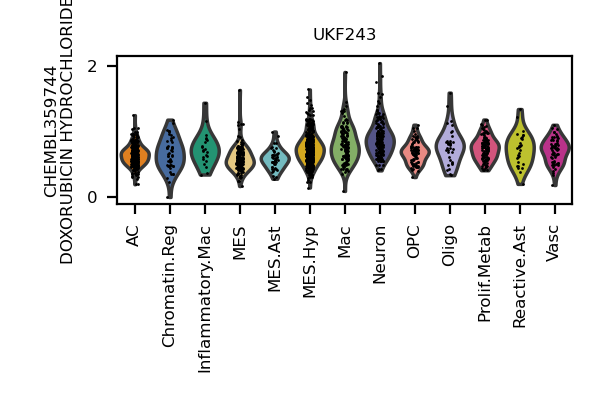 UKF243
CHEMBL359744
DOXORUBICIN HYDROCHLORIDE
2
0
AC
Chromatin.Reg
Inflammatory.Mac
MES
MES.Ast
MES.Hyp
Mac
Neuron
OPC
Oligo
Prolif.Metab
Reactive.Ast
Vasc